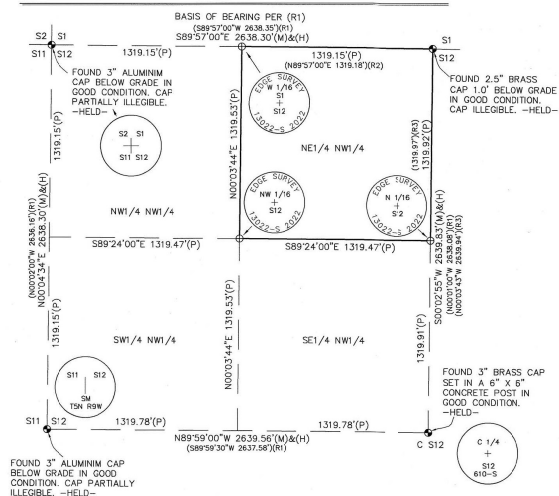 BASIS OF BEARING PER (R1)
(S89°57'00"W 2638.35')(R1)
S89°57'00"E 2638.30'(M)&(H)
S2 S1
S11 S12
1319.15'(P)
1319.15'(P)
(N89°57'00"E 1319.18')(R2)
S1
S12
FOUND 3" ALUMINIM
CAP BELOW GRADE IN
GOOD CONDITION. CAP
PARTIALLY ILLEGIBLE.
-HELD-
S2 S1
S11 S12
EDGE SURVEY
W 1/16
S1
S12
13022-S 2022
FOUND 2.5" BRASS
CAP 1.0' BELOW GRADE
IN GOOD CONDITION.
CAP ILLEGIBLE. -HELD-
1319.15'(P)
N00°03'44"E 1319.53'(P)
(1319.97')(R3)
1319.92'(P)
NE1/4 NW1/4
NW1/4 NW1/4
EDGE SURVEY
NW 1/16
S12
13022-S 2022
EDGE SURVEY
N 1/16
S12
13022-S 2022
S89°24'00"E 1319.47'(P)
S89°24'00"E 1319.47'(P)
(N00°02'00"W 2636.16')(R1)
N00°04'34"E 2638.30'(M)&(H)
S00°02'55"W 2639.83'(M)&(H)
(N00°01'00"W 2638.08')(R1)
(N00°03'43"W 2639.94')(R3)
1319.15'(P)
N00°03'44"E 1319.53'(P)
1319.91'(P)
SW1/4 NW1/4
SE1/4 NW1/4
S11 S12
SM
T5N R9W
FOUND 3" BRASS CAP
SET IN A 6" X 6"
CONCRETE POST IN
GOOD CONDITION.
-HELD-
1319.78'(P)
1319.78'(P)
S11 S12
N89°59'00"W 2639.56'(M)&(H)
(S89°59'30"W 2637.58')(R1)
C S12
C 1/4
S12
610-S
FOUND 3" ALUMINIM CAP
BELOW GRADE IN GOOD
CONDITION. CAP PARTIALLY
ILLEGIBLE. -HELD-